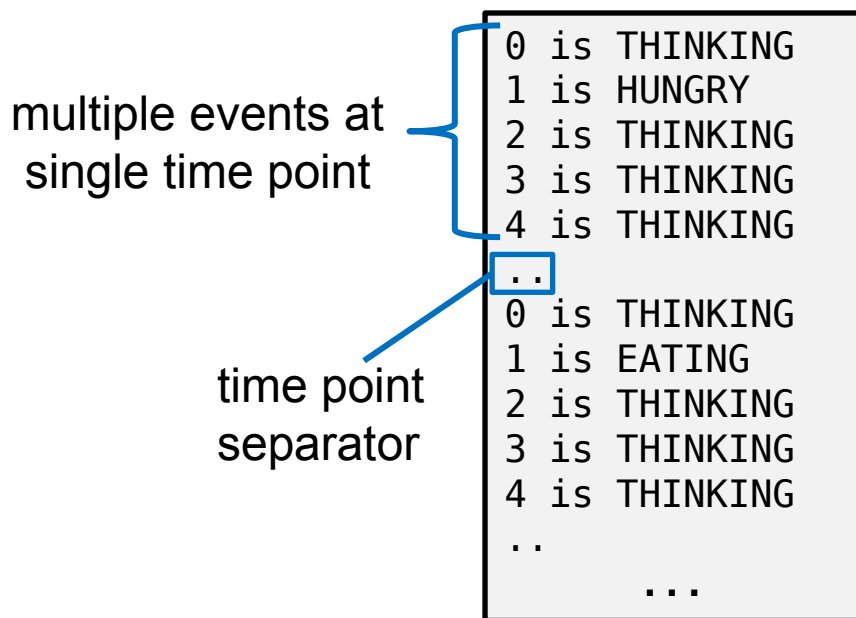 multiple events at
single time point
0 is THINKING
1 is HUNGRY
2 is THINKING
3 is THINKING
4 is THINKING
..
time point
separator
0 is THINKING
1 is EATING
2 is THINKING
3 is THINKING
4 is THINKING
..
...